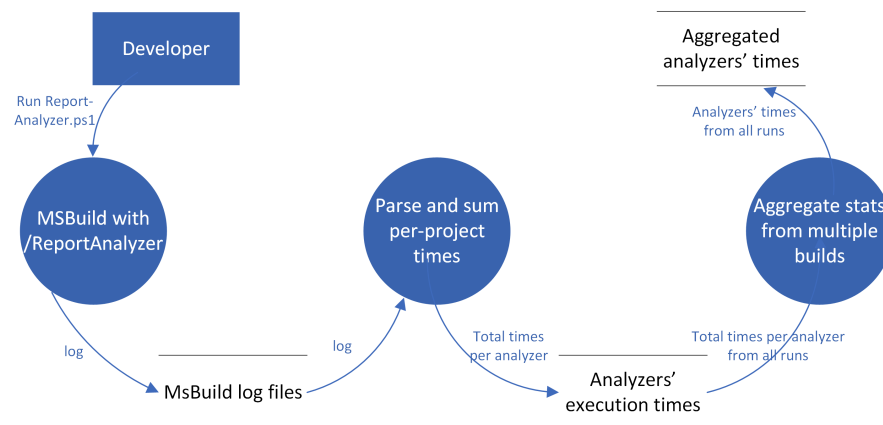 Developer
Aggregated
analyzers' times
Run Report-
Analyzer.ps1
Analyzers' times
from all runs
MSBuild with
/ReportAnalyzer
Parse and sum
per-project
times
Aggregate stats
from multiple
builds
log
log
Total times
per analyzer
Total times per analyzer
from all runs
MsBuild log files
Analyzers'
execution times